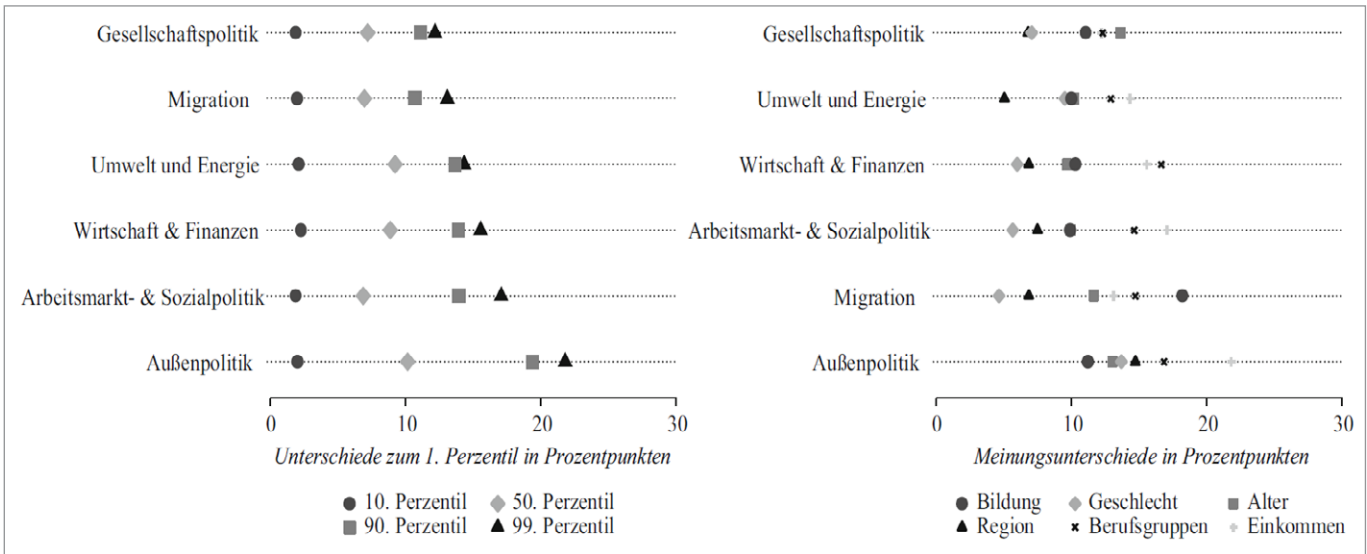 Gesellschaftspolitik
Migration
Umwelt und Energie
Wirtschaft & Finanzen
Arbeitsmarkt- & Sozialpolitik
Außenpolitik
0 10 20 30
Unterschiede zum 1. Perzentil in Prozentpunkten
10. Perzentil 50. Perzentil
90. Perzentil 99. Perzentil
Gesellschaftspolitik
Umwelt und Energie
Wirtschaft & Finanzen
Arbeitsmarkt- & Sozialpolitik
Migration
Außenpolitik
0 10 20 30
Meinungsunterschiede in Prozentpunkten
Bildung Geschlecht Alter
Region Berufsgruppen Einkommen